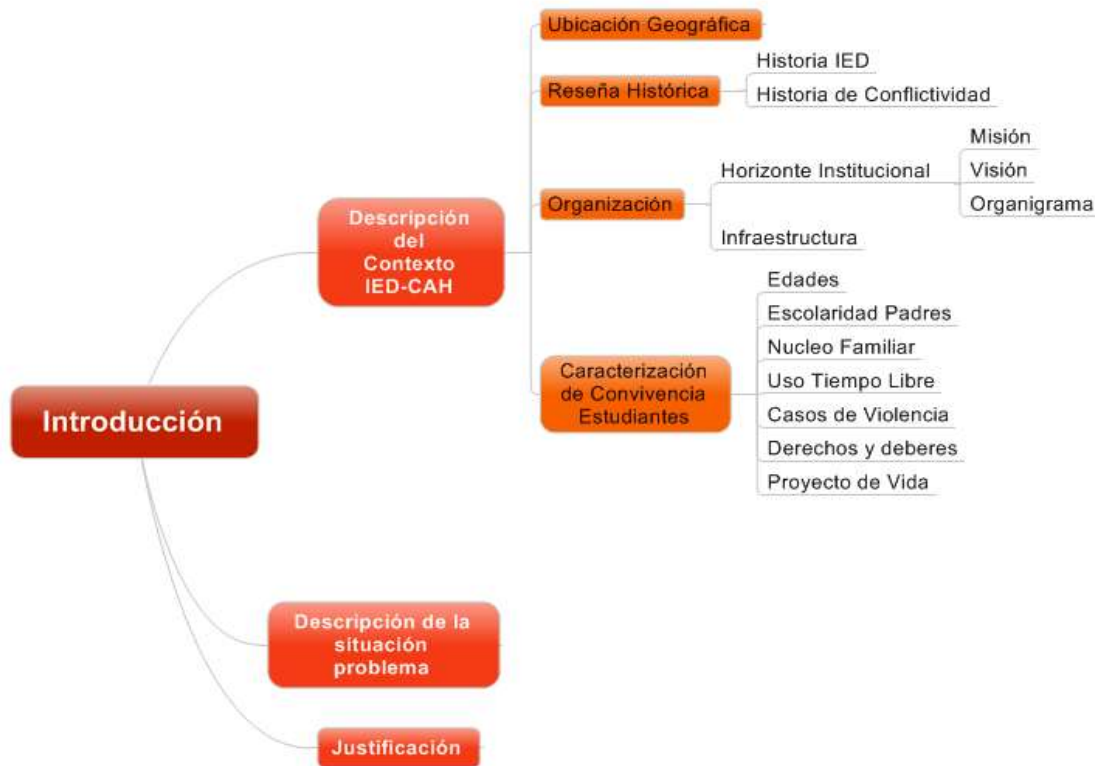 Introducción
Descripción
del
Contexto
IED-CAH
Ubicación Geográfica
Reseña Histórica
Historia IED
Historia de Conflictividad
Organización
Horizonte Institucional
Misión
Visión
Organigrama
Infraestructura
Caracterización
de Convivencia
Estudiantes
Edades
Escolaridad Padres
Nucleo Familiar
Uso Tiempo Libre
Casos de Violencia
Derechos y deberes
Proyecto de Vida
Descripción de la
situación
problema
Justificación